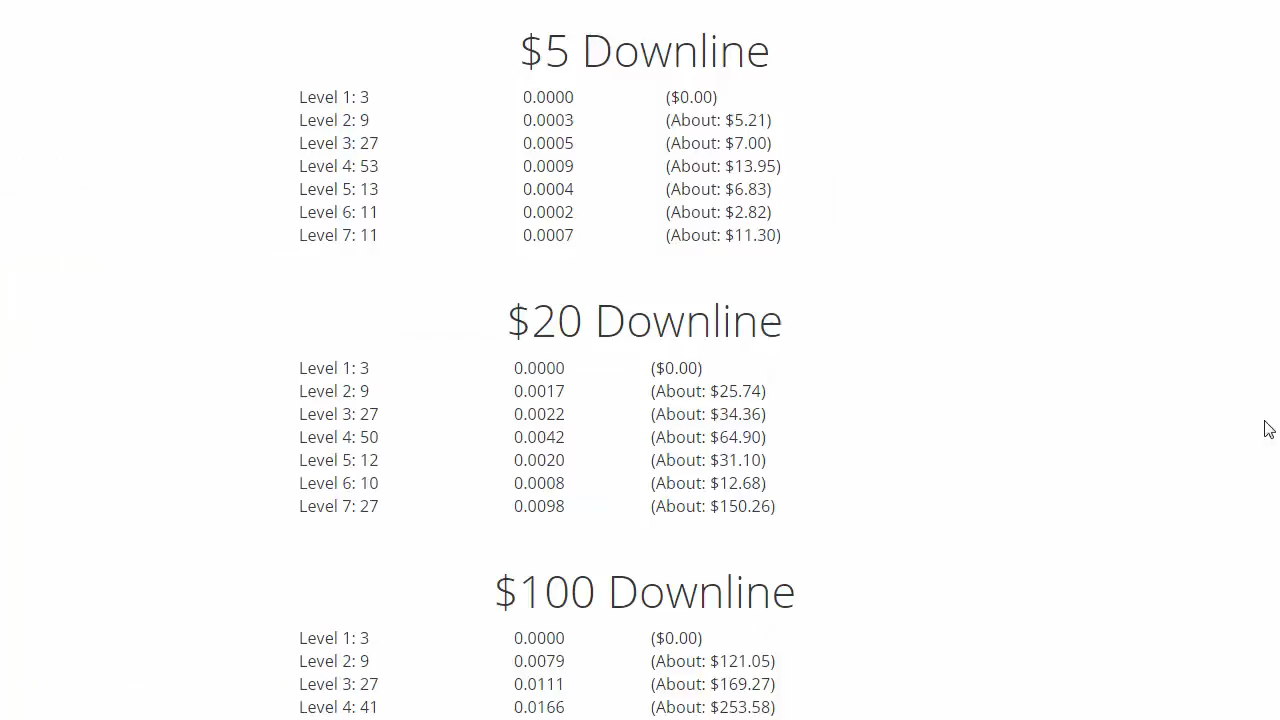 $5 Downline
Level 1: 3 0.0000 ($0.00)
Level 2: 9 0.0003 (About: $5.21)
Level 3: 27 0.0005 (About: $7.00)
Level 4: 53 0.0009 (About: $13.95)
Level 5: 13 0.0004 (About: $6.83)
Level 6: 11 0.0002 (About: $2.82)
Level 7: 11 0.0007 (About: $11.30)
$20 Downline
Level 1: 3 0.0000 ($0.00)
Level 2: 9 0.0017 (About: $25.74)
Level 3: 27 0.0022 (About: $34.36)
Level 4: 50 0.0042 (About: $64.90)
Level 5: 12 0.0020 (About: $31.10)
Level 6: 10 0.0008 (About: $12.68)
Level 7: 27 0.0098 (About: $150.26)
$100 Downline
Level 1: 3 0.0000 ($0.00)
Level 2: 9 0.0079 (About: $121.05)
Level 3: 27 0.0111 (About: $169.27)
Level 4: 41 0.0166 (About: $253.58)